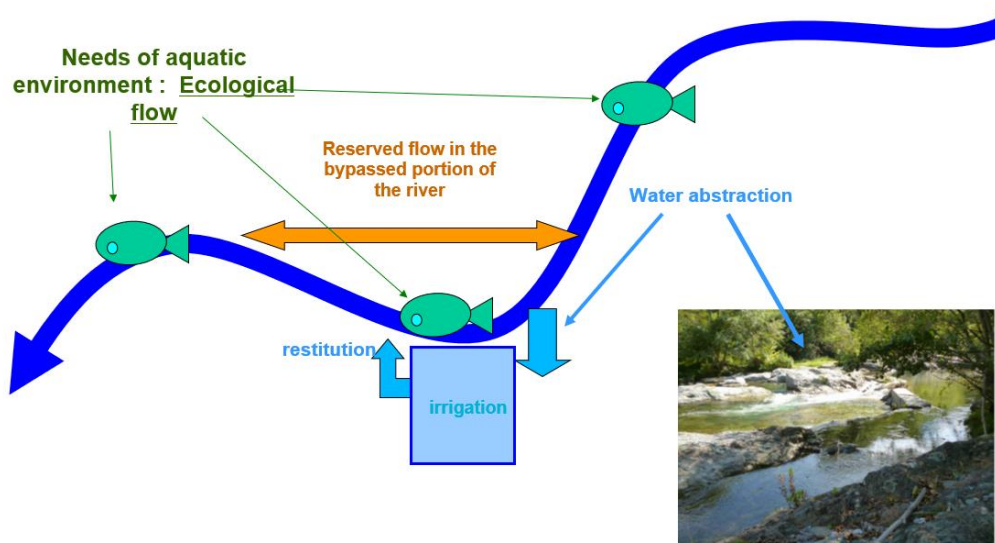 Needs of aquatic
environment : Ecological
flow
Reserved flow in the
bypassed portion of
the river
Water abstraction
restitution
irrigation